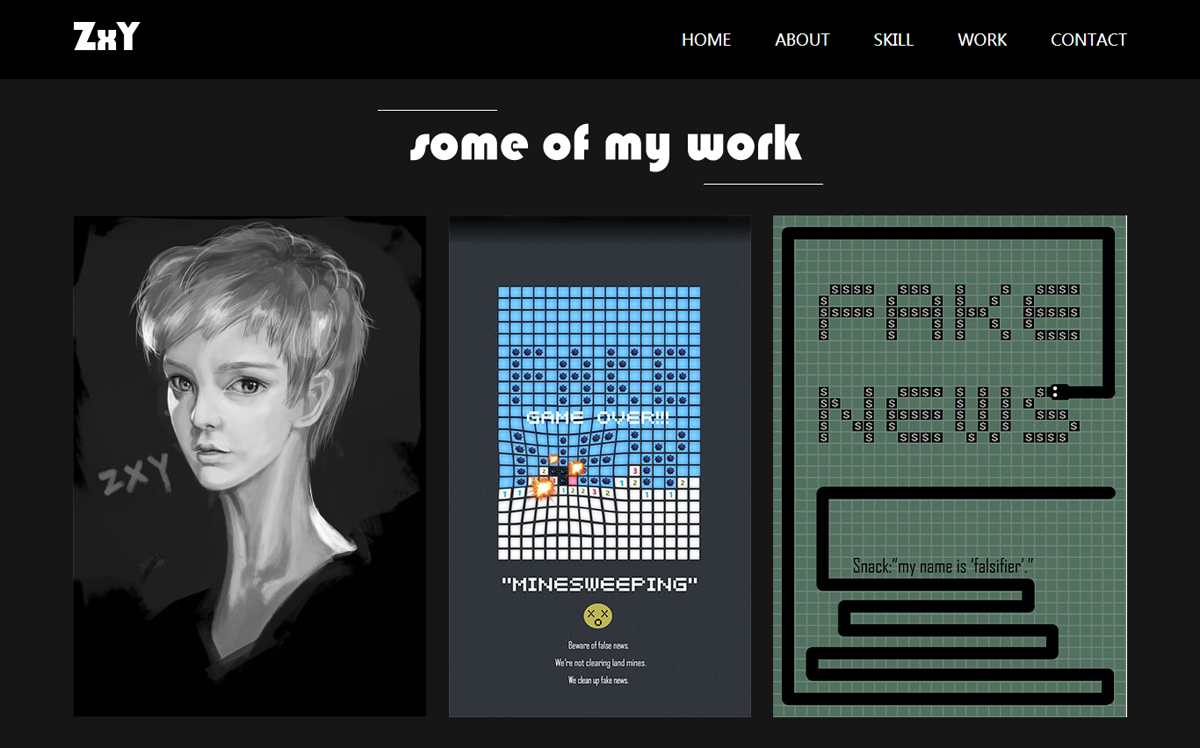 ZxY
HOME ABOUT SKILL WORK CONTACT
some of my work
ZXY
GAME OVER!!!
"MINESWEEPING"
Beware of false news.
We're not clearing land mines.
We clean up fake news.
FAKE
NEWS
Snack:"my name is 'falsifier'."